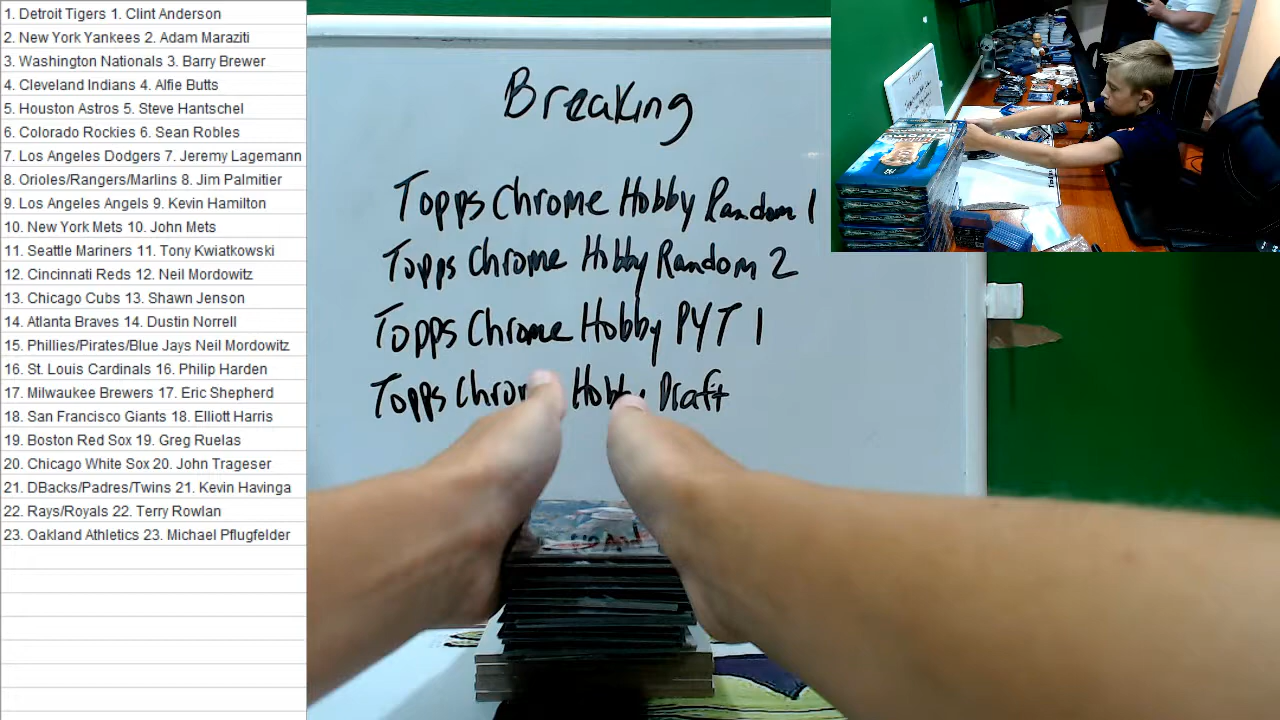 1. Detroit Tigers 1. Clint Anderson
2. New York Yankees 2. Adam Maraziti
3. Washington Nationals 3. Barry Brewer
4. Cleveland Indians 4. Alfie Butts
5. Houston Astros 5. Steve Hantschel
6. Colorado Rockies 6. Sean Robles
7. Los Angeles Dodgers 7. Jeremy Lagemann
8. Orioles/Rangers/Marlins 8. Jim Palmitier
9. Los Angeles Angels 9. Kevin Hamilton
10. New York Mets 10. John Mets
11. Seattle Mariners 11. Tony Kwiatkowski
12. Cincinnati Reds 12. Neil Mordowitz
13. Chicago Cubs 13. Shawn Jenson
14. Atlanta Braves 14. Dustin Norrell
15. Phillies/Pirates/Blue Jays Neil Mordowitz
16. St. Louis Cardinals 16. Philip Harden
17. Milwaukee Brewers 17. Eric Shepherd
18. San Francisco Giants 18. Elliott Harris
19. Boston Red Sox 19. Greg Ruelas
20. Chicago White Sox 20. John Trageser
21. DBacks/Padres/Twins 21. Kevin Havinga
22. Rays/Royals 22. Terry Rowlan
23. Oakland Athletics 23. Michael Pflugfelder
Breaking
Topps Chrome Hobby Random 1
Topps Chrome Hobby Random 2
Topps Chrome Hobby PYT 1
Topps Chrome Hobby Draft